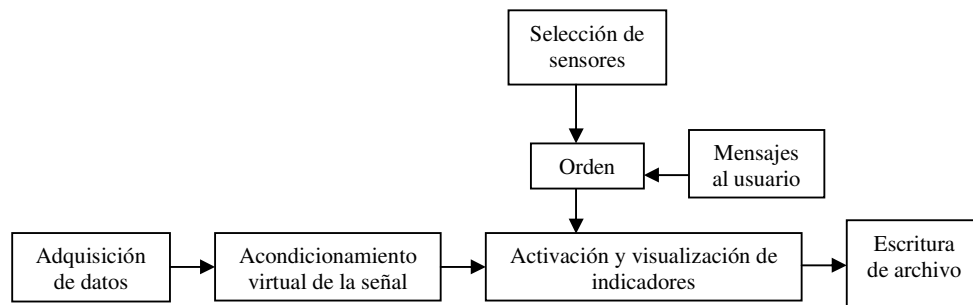 Selección de
sensores
Orden
Mensajes
al usuario
Adquisición
de datos
Acondicionamiento
virtual de la señal
Activación y visualización de
indicadores
Escritura
de archivo